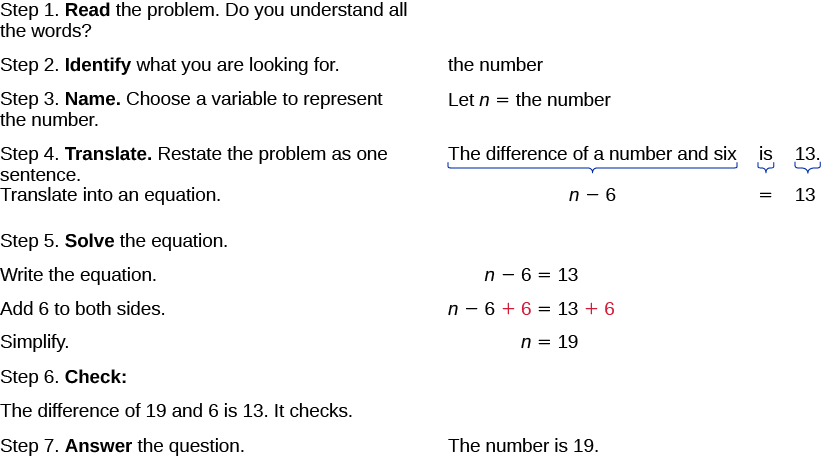 Step 1. Read the problem. Do you understand all
the words?
Step 2. Identify what you are looking for. the number
Step 3. Name. Choose a variable to represent Let n = the number
the number.
Step 4. Translate. Restate the problem as one The difference of a number and six is 13.
sentence.
Translate into an equation. n − 6 = 13
Step 5. Solve the equation.
Write the equation. n − 6 = 13
Add 6 to both sides. n − 6 + 6 = 13 + 6
Simplify. n = 19
Step 6. Check:
The difference of 19 and 6 is 13. It checks.
Step 7. Answer the question. The number is 19.